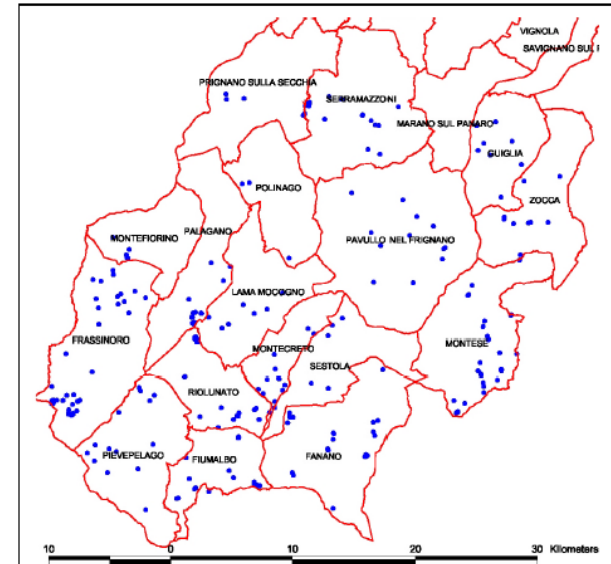 VIGNOLA
SAVIGNANO SUL
PRIGNANO SULLA SECCHIA
SERRAMAZZONI
MARANO SUL PANARO
GUIGLIA
POLINAGO
ZOCCA
MONTEFIORINO
PALAGANO
PAVULLO NEL FRIGNANO
LAMA MOCOGNO
FRASSINORO
MONTECRETO
MONTESE
SESTOLA
RIOLUNATO
PIEVEPELAGO
FIUMALBO
FANANO
10 0 10 20 30 Kilometers